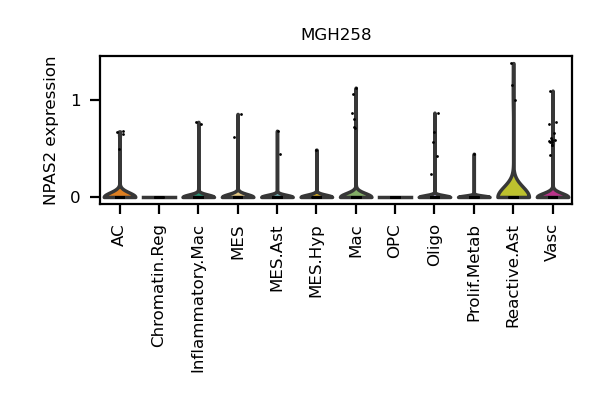 MGH258
NPAS2 expression
1
0
AC
Chromatin.Reg
Inflammatory.Mac
MES
MES.Ast
MES.Hyp
Mac
OPC
Oligo
Prolif.Metab
Reactive.Ast
Vasc